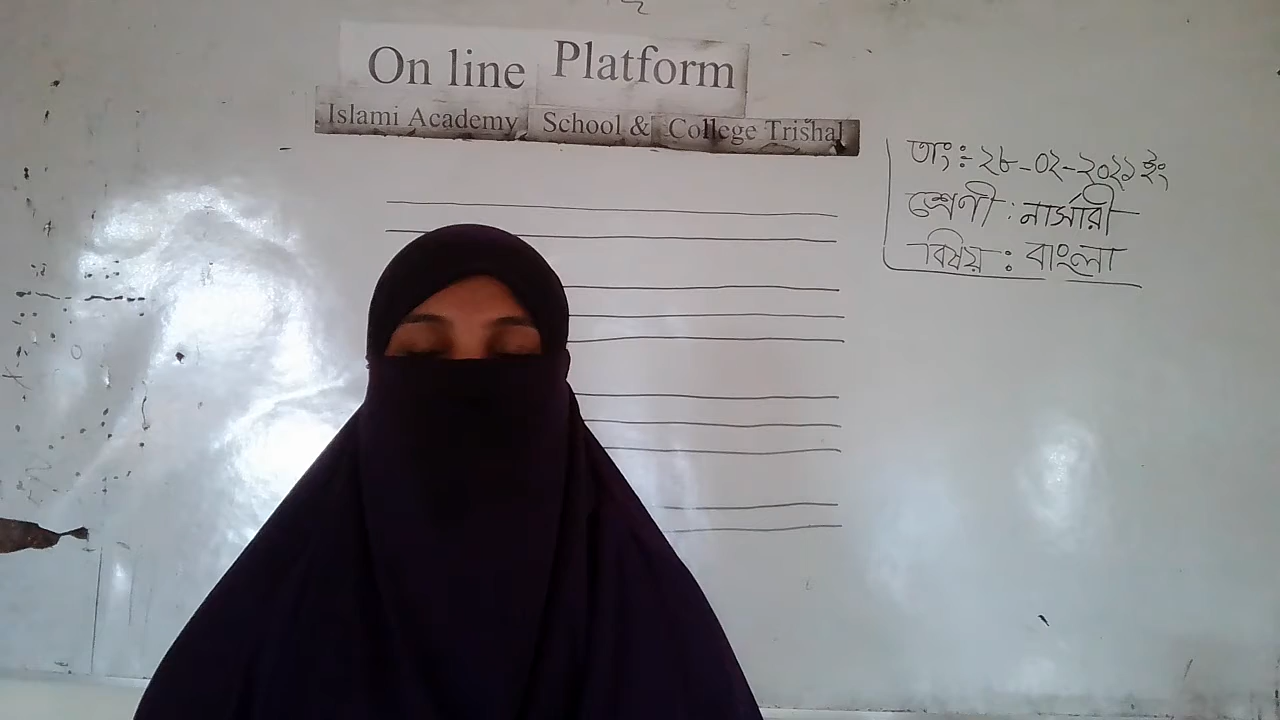 On line Platform
Islami Academy School & College Trishal
তাং: ২৮-০২-২০২১ ইং
শ্রেণী : নার্সারী
বিষয় : বাংলা